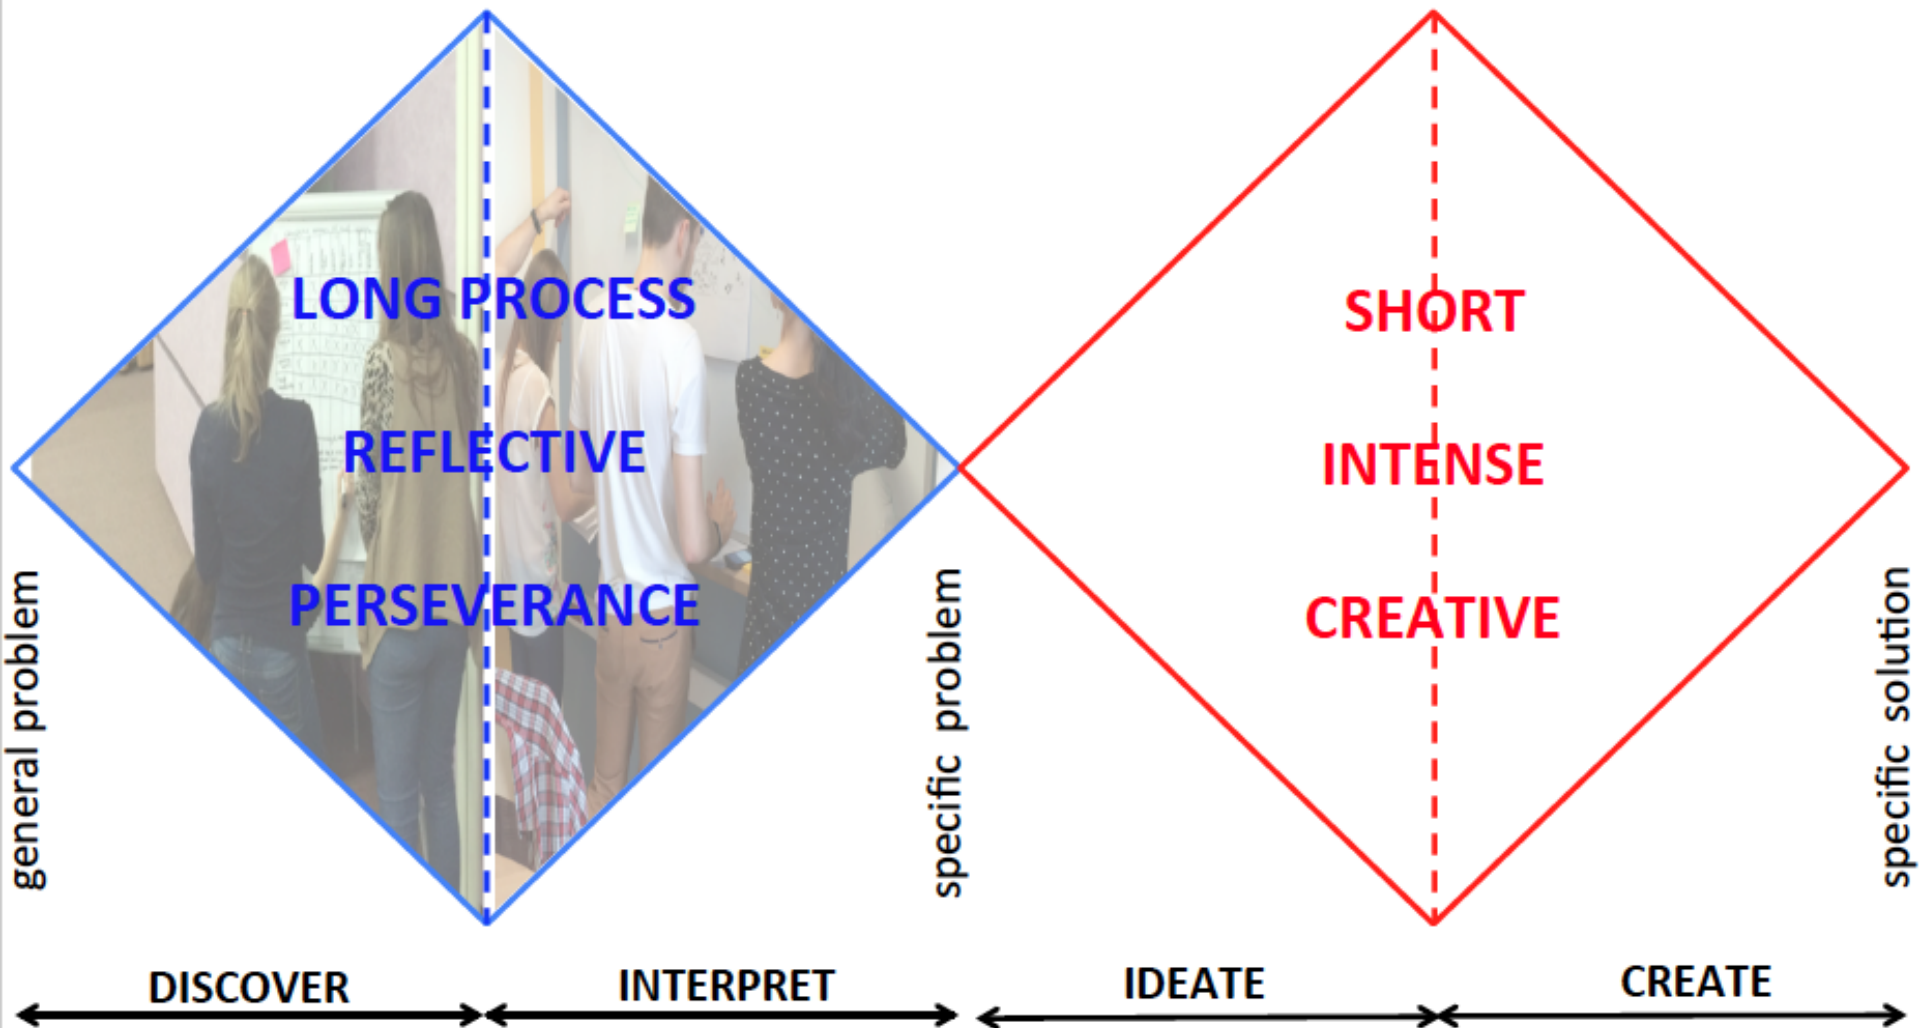 LONG PROCESS
REFLECTIVE
PERSEVERANCE
SHORT
INTENSE
CREATIVE
general problem
specific problem
specific solution
DISCOVER
INTERPRET
IDEATE
CREATE